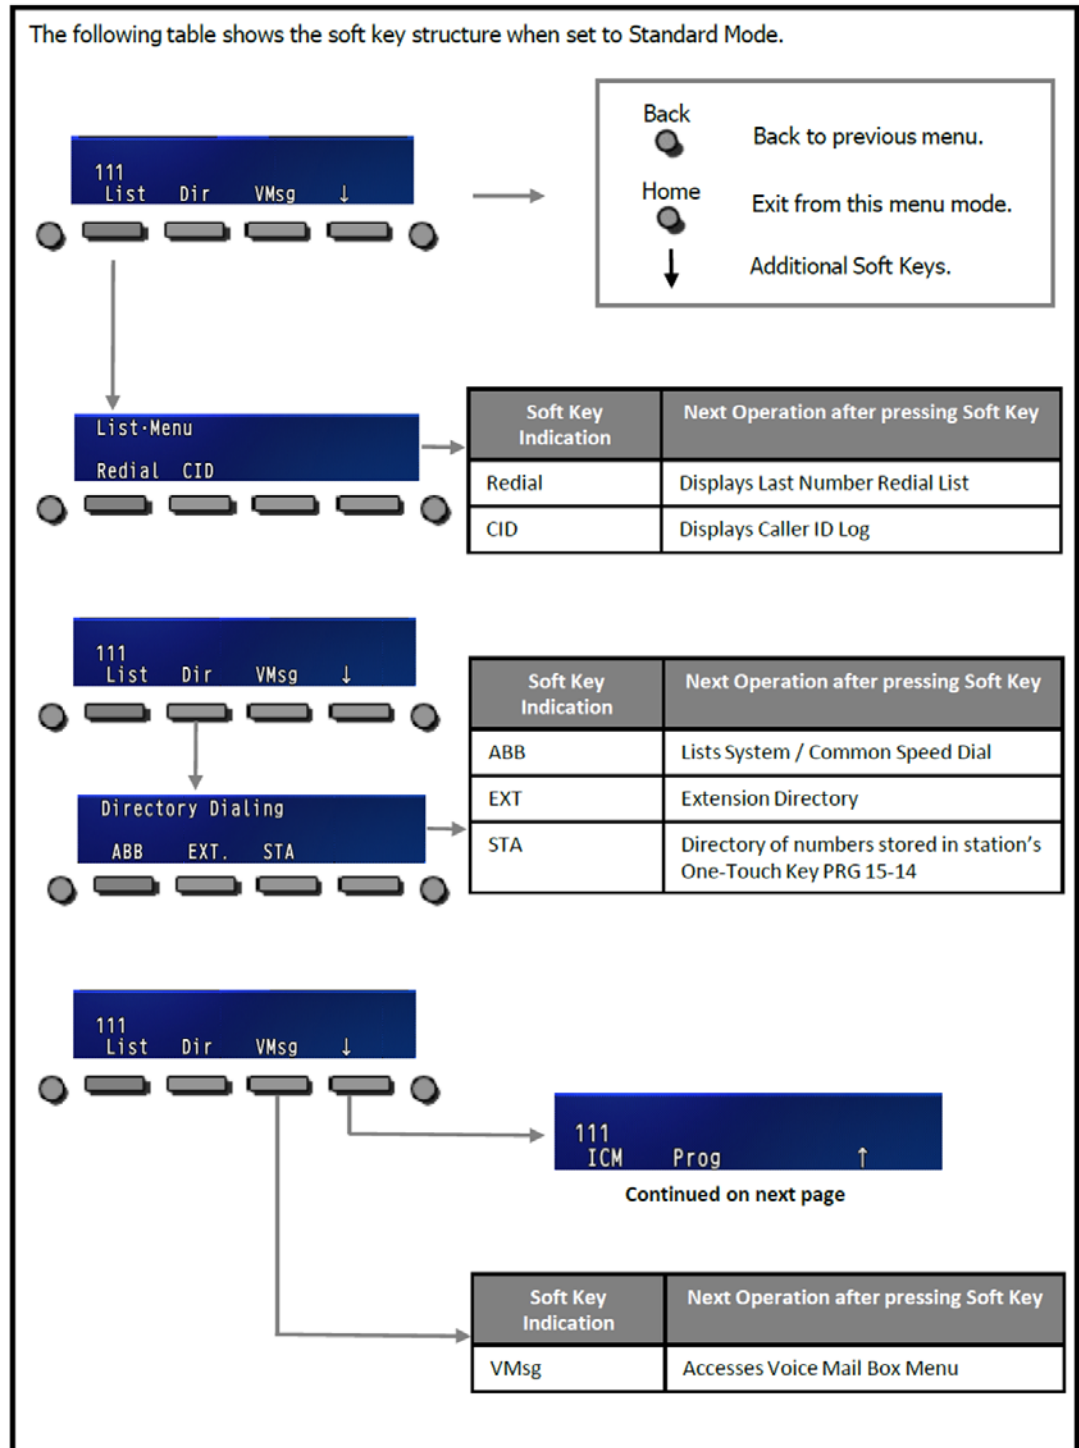 The following table shows the soft key structure when set to Standard Mode.
Back
Back to previous menu.
Home
Exit from this menu mode.
↓ Additional Soft Keys.
111
List Dir VMsg ↓
List·Menu
Redial CID
Soft Key Indication | Next Operation after pressing Soft Key
Redial | Displays Last Number Redial List
CID | Displays Caller ID Log
111
List Dir VMsg ↓
Directory Dialing
ABB EXT. STA
Soft Key Indication | Next Operation after pressing Soft Key
ABB | Lists System / Common Speed Dial
EXT | Extension Directory
STA | Directory of numbers stored in station's
One-Touch Key PRG 15-14
111
List Dir VMsg ↓
111
ICM Prog ↑
Continued on next page
Soft Key Indication | Next Operation after pressing Soft Key
VMsg | Accesses Voice Mail Box Menu